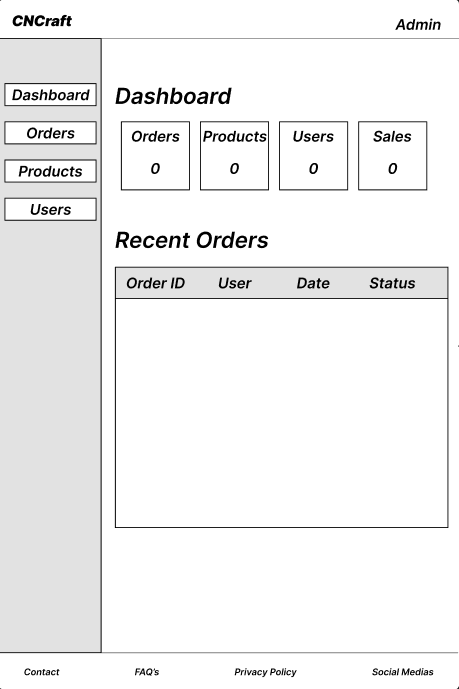 CNCraft
Admin
Dashboard
Orders
Products
Users
Dashboard
Orders Products Users Sales
0 0 0 0
Recent Orders
Order ID User Date Status
Contact FAQ's Privacy Policy Social Medias